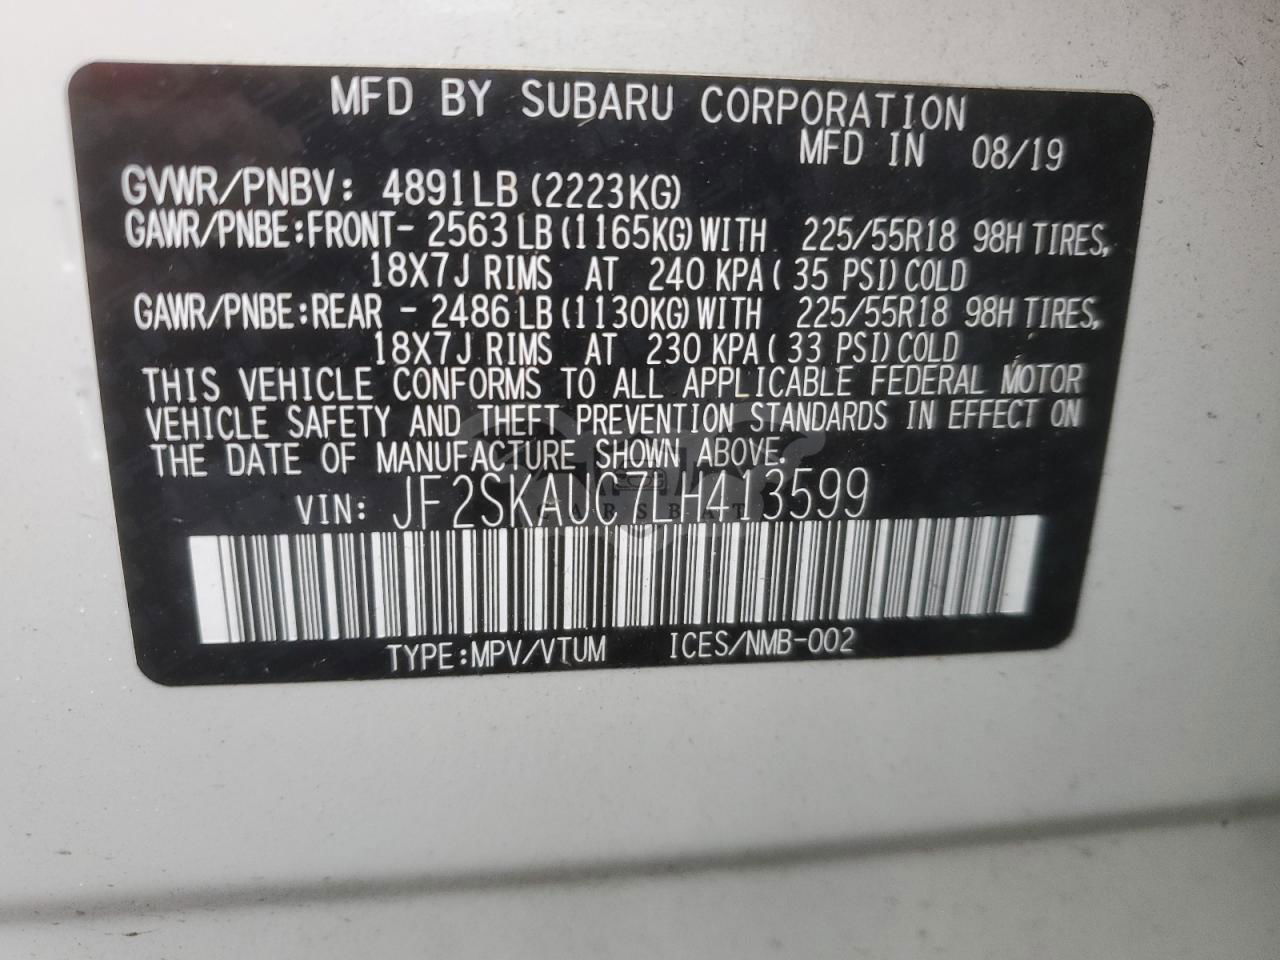 MFD BY SUBARU CORPORATION
MFD IN 08/19
GVWR/PNBV: 4891LB (2223KG)
GAWR/PNBE:FRONT- 2563 LB (1165KG) WITH 225/55R18 98H TIRES,
18X7J RIMS AT 240 KPA ( 35 PSI) COLD
GAWR/PNBE:REAR - 2486 LB (1130KG) WITH 225/55R18 98H TIRES,
18X7J RIMS AT 230 KPA ( 33 PSI) COLD
THIS VEHICLE CONFORMS TO ALL APPLICABLE FEDERAL MOTOR
VEHICLE SAFETY AND THEFT PREVENTION STANDARDS IN EFFECT ON
THE DATE OF MANUFACTURE SHOWN ABOVE.
VIN: JF2SKAUC7LH413599
CARSBAT
TYPE:MPV/VTUM ICES/NMB-002